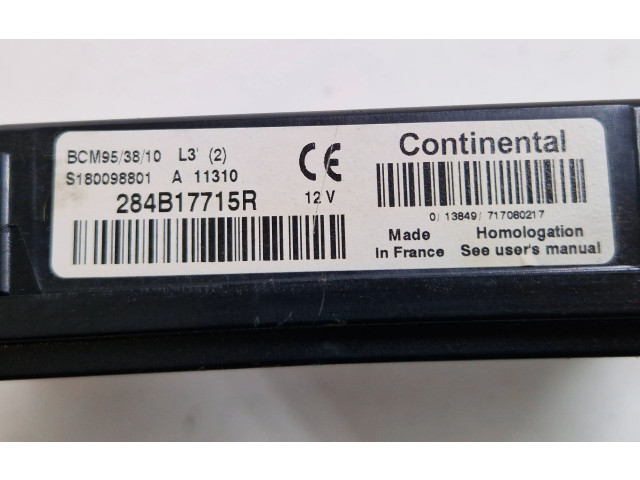 BCM95/38/10 L3' (2)
S180098801 A 11310
284B17715R 12 V
CE
Continental
0/ 13849/ 717080217
Made In France
Homologation See user's manual